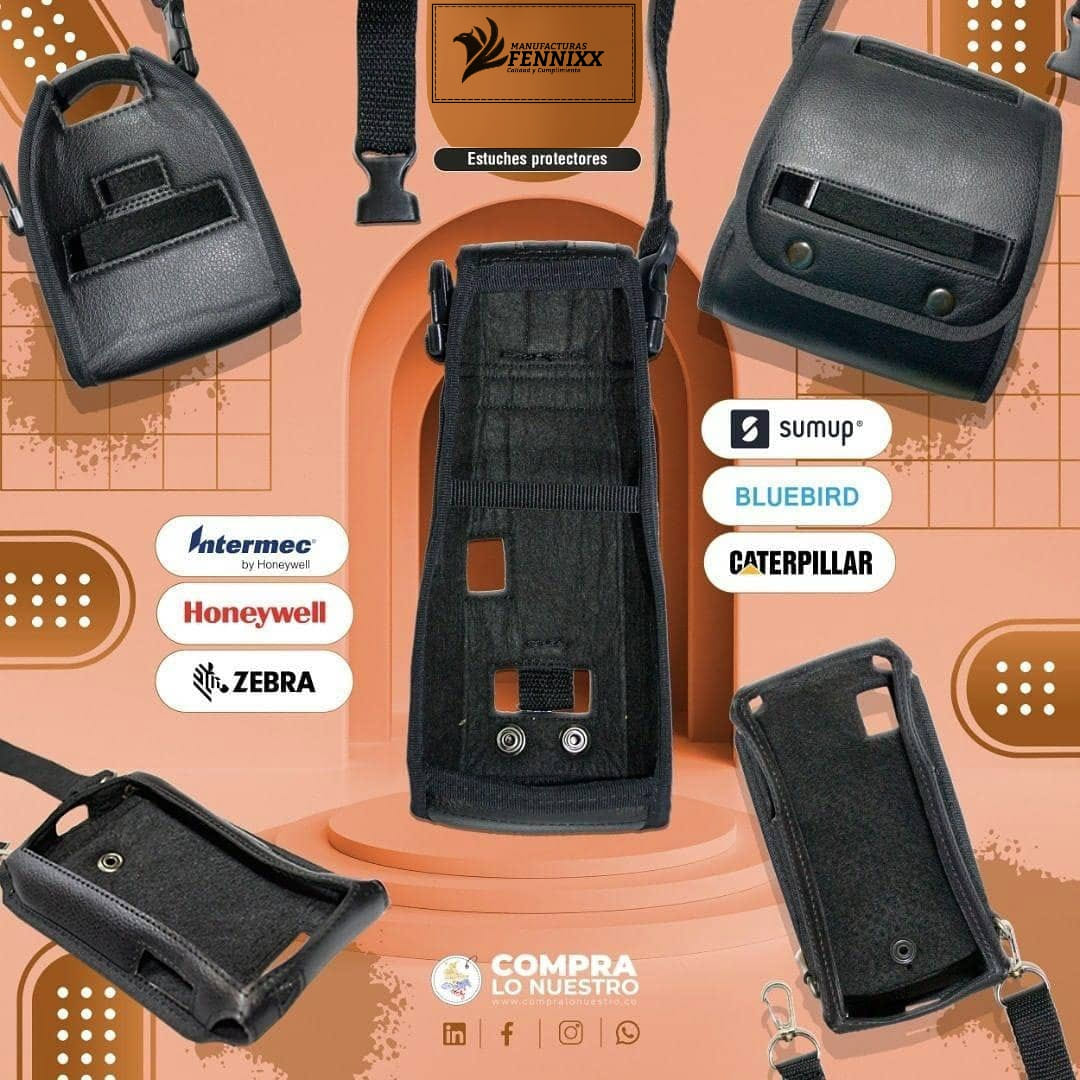 MANUFACTURAS
FENNIXX
Calidad y Cumplimiento
Estuches protectores
sumup®
BLUEBIRD
CATERPILLAR
Intermec®
by Honeywell
Honeywell
ZEBRA
COMPRA
LO NUESTRO
www.compralonuestro.co